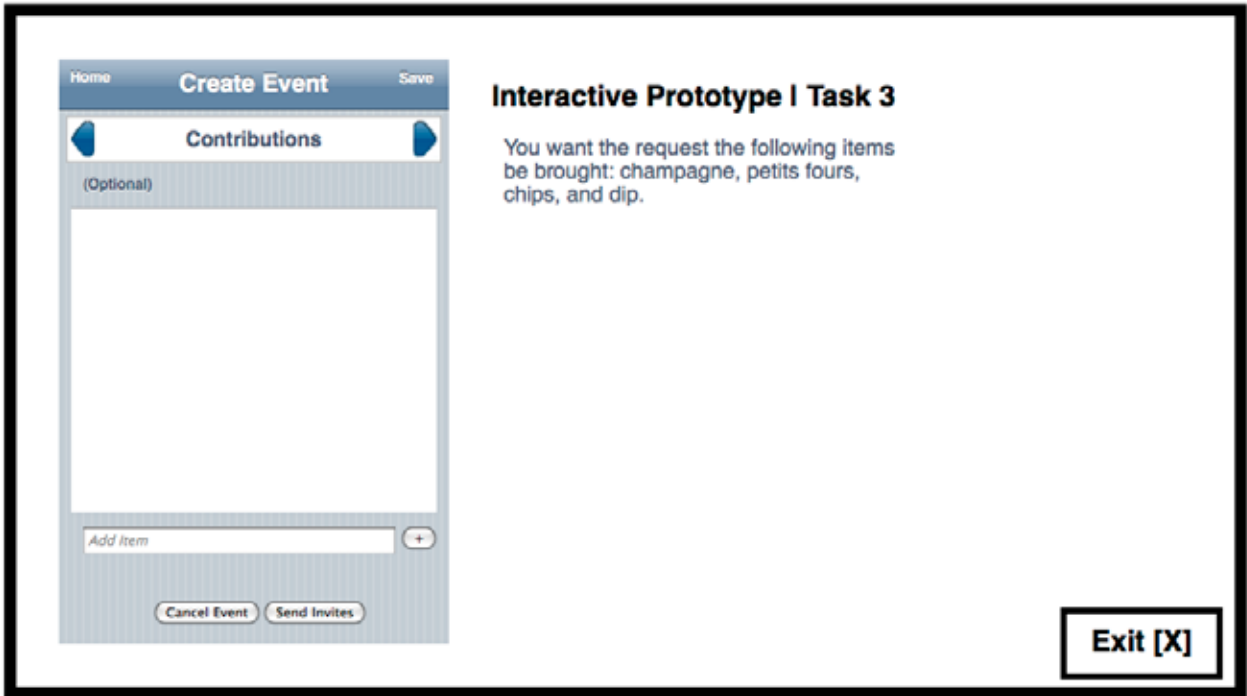 Home Create Event Save
Contributions
(Optional)
Add Item
+
Cancel Event Send Invites
Interactive Prototype | Task 3
You want the request the following items
be brought: champagne, petits fours,
chips, and dip.
Exit [X]